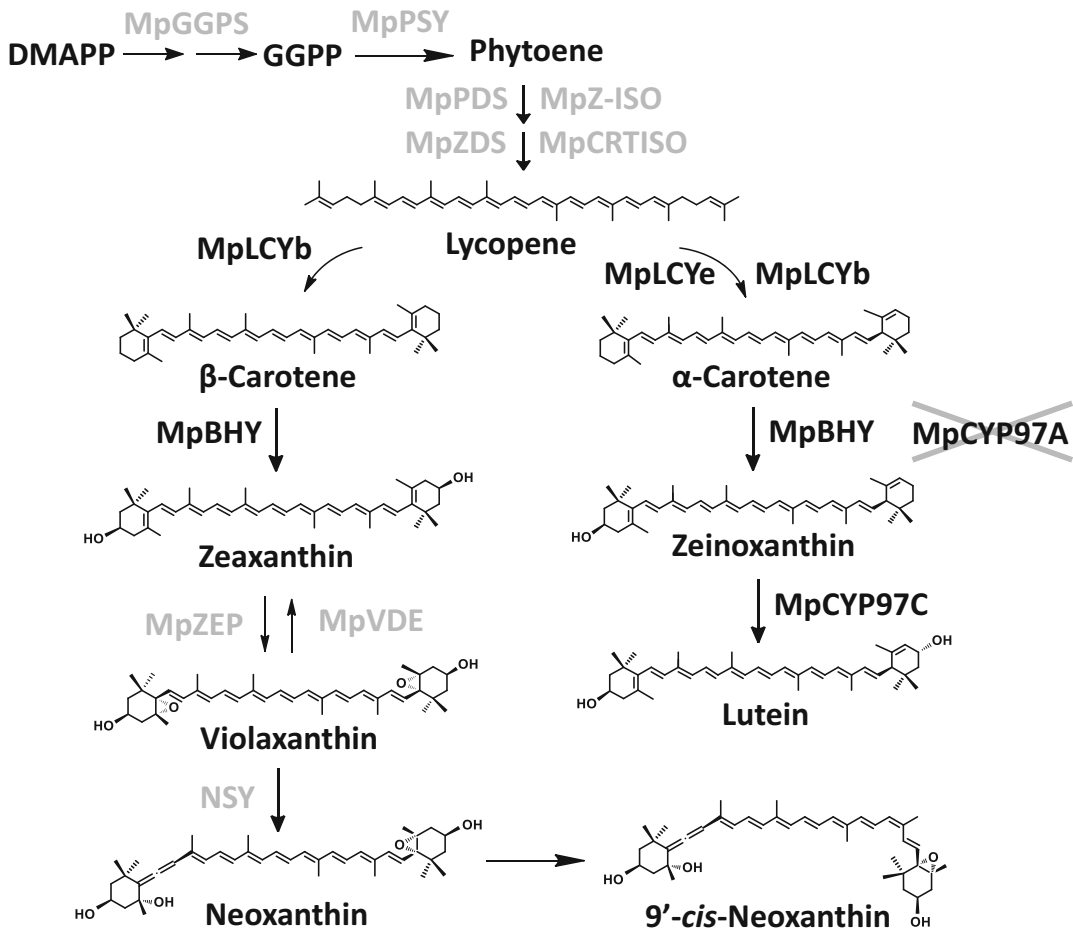 MpGGPS
MpPSY
DMAPP
GGPP
Phytoene
MpPDS
MpZ-ISO
MpZDS
MpCRTISO
Lycopene
MpLCYb
MpLCYe
MpLCYb
β-Carotene
α-Carotene
MpBHY
MpBHY
MpCYP97A
OH
HO
Zeaxanthin
HO
Zeinoxanthin
MpZEP
MpVDE
MpCYP97C
OH
O
O
HO
Violaxanthin
OH
HO
Lutein
NSY
OH
O
HO
OH
Neoxanthin
HO
OH
O
OH
9’-cis-Neoxanthin